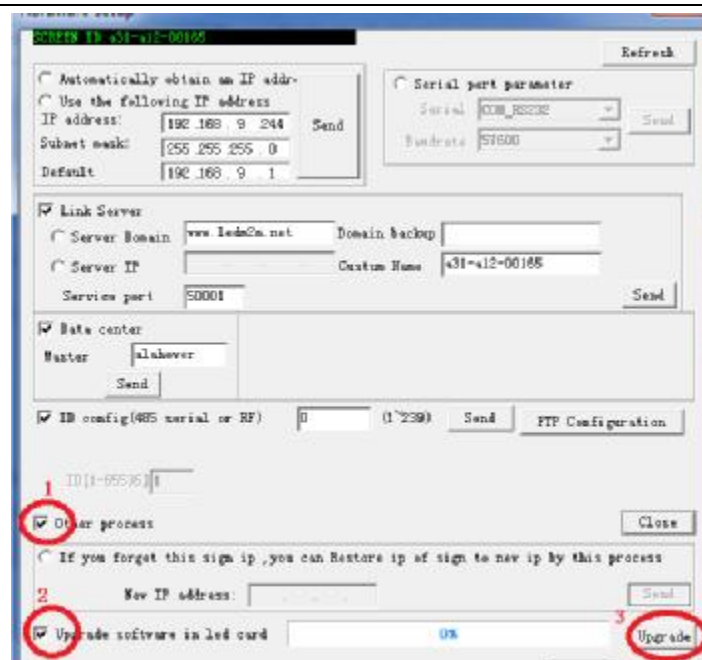 Hardware Setup
SCREEN ID a31-a12-00165
Refresh
Automatically obtain an IP addr-
Use the following IP address
IP address: 192 .168 . 9 .244
Send
Subnet mask: 255 .255 .255 . 0
Default 192 .168 . 9 . 1
Serial port parameter
Serial COM_RS232
Send
Baudrate 57600
Link Server
Server Domain www.ledm2m.net Domain backup
Server IP Custum Name a31-a12-00165
Service port 50001 Send
Data center
Master
Send
ID config(485 serial or RF) 0 (1~239) Send FTP Configuration
ID[1-65535] 1
1
Other process Close
If you forget this sign ip ,you can Restore ip of sign to new ip by this process
2
New IP address: . . . Send
3
Upgrade software in led card 0% Upgrade